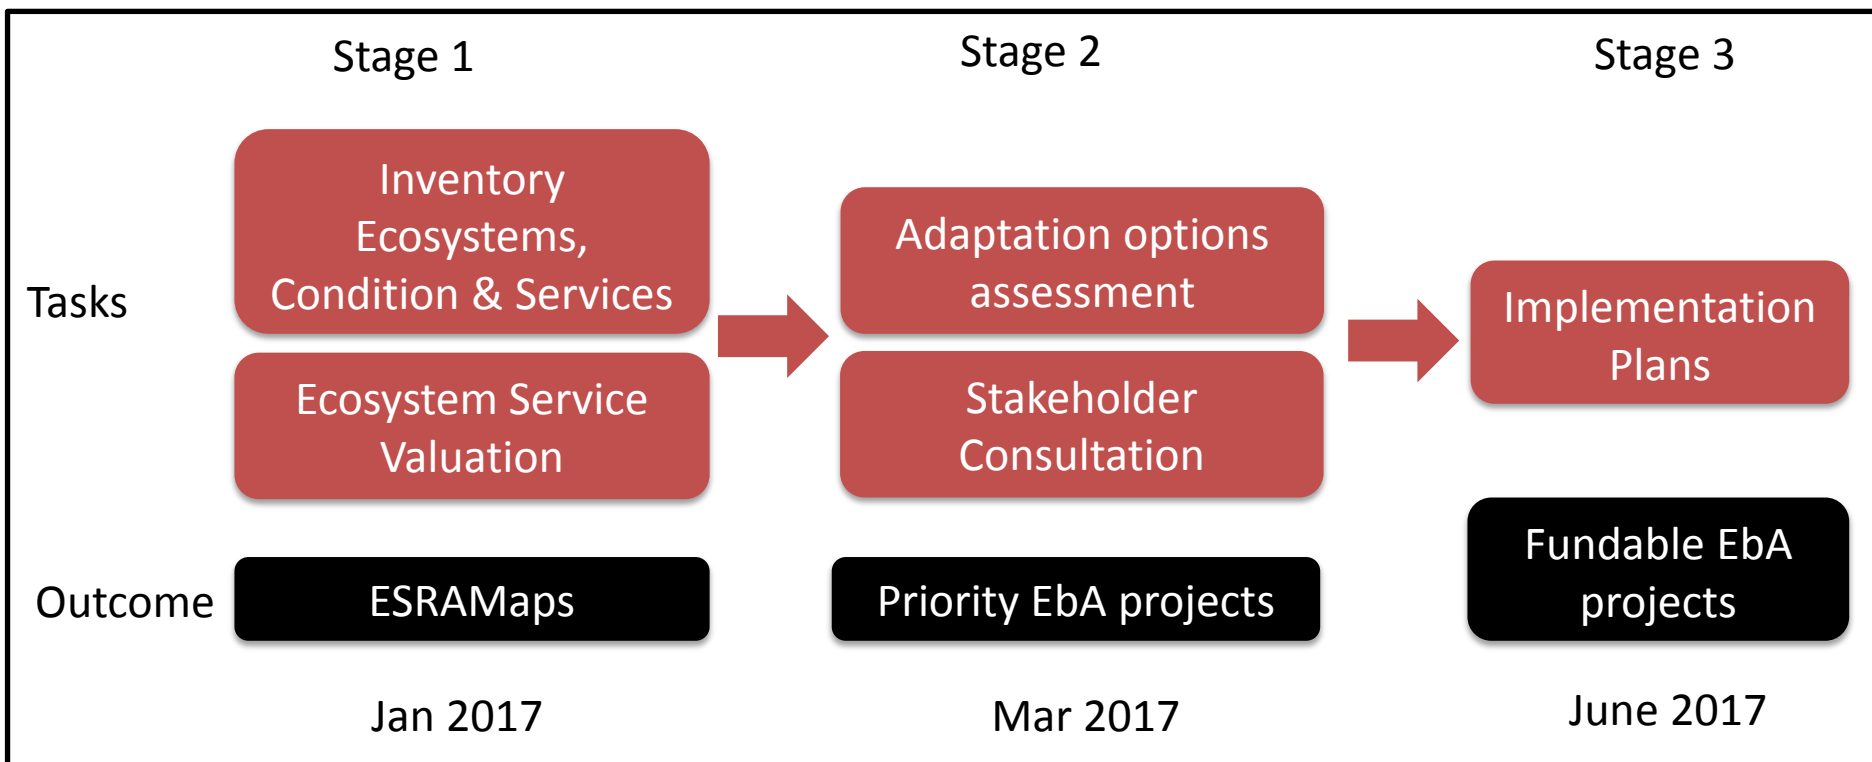 Stage 1
Stage 2
Stage 3
Tasks
Inventory
Ecosystems,
Condition & Services
Ecosystem Service
Valuation
Adaptation options
assessment
Stakeholder
Consultation
Implementation
Plans
Outcome
ESRAMaps
Priority EbA projects
Fundable EbA
projects
Jan 2017
Mar 2017
June 2017